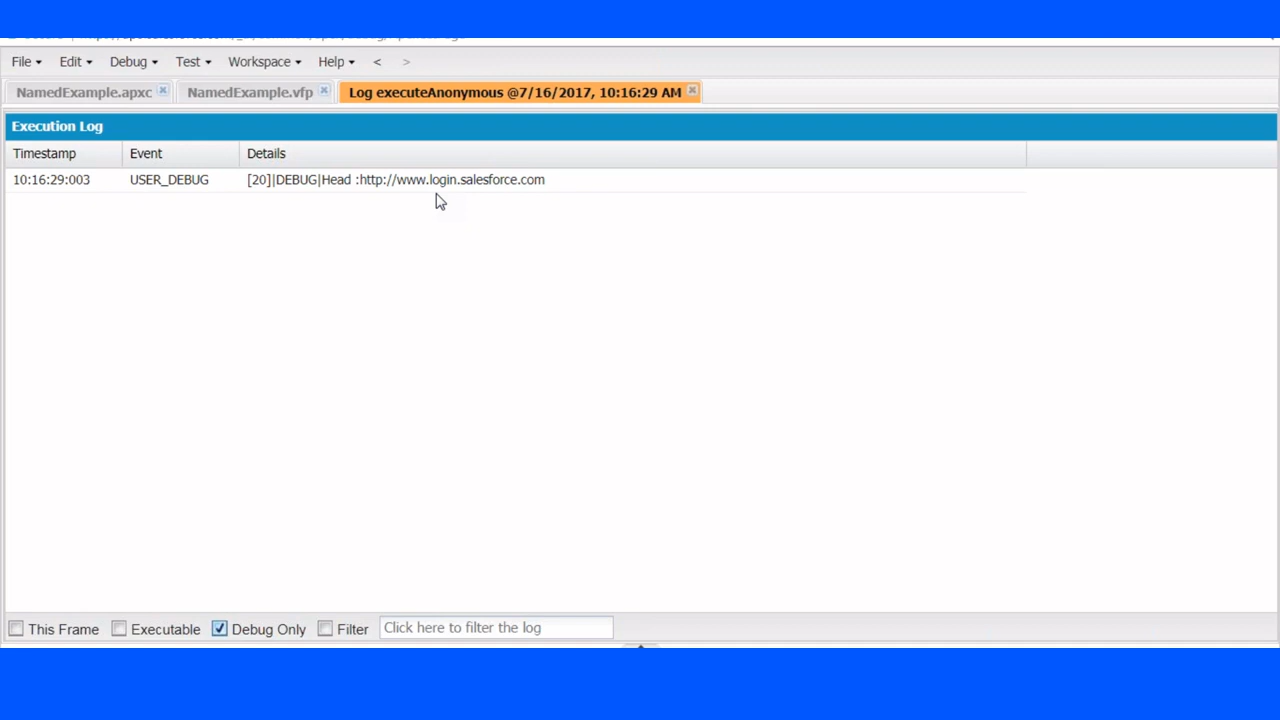 File Edit Debug Test Workspace Help < >
NamedExample.apxc NamedExample.vfp Log executeAnonymous @7/16/2017, 10:16:29 AM
Execution Log
Timestamp Event Details
10:16:29:003 USER_DEBUG [20]|DEBUG|Head :http://www.login.salesforce.com
This Frame Executable Debug Only Filter Click here to filter the log